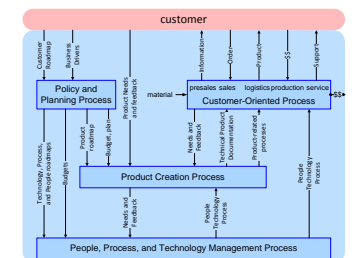 customer
Customer
Roadmap
Business
Drivers
Product Needs
and feedback
Information
Order
Product
$$
Support
Policy and
Planning Process
material
presales sales logistics production service
Customer-Oriented Process
$$
Technology, Process,
and People roadmaps
Budgets
Product
roadmap
Budget, plan
Needs and
Feedback
Technical Product
Documentation
Product related
processes
People
Technology
Process
Product Creation Process
Needs and
Feedback
People
Technology
Process
People, Process, and Technology Management Process